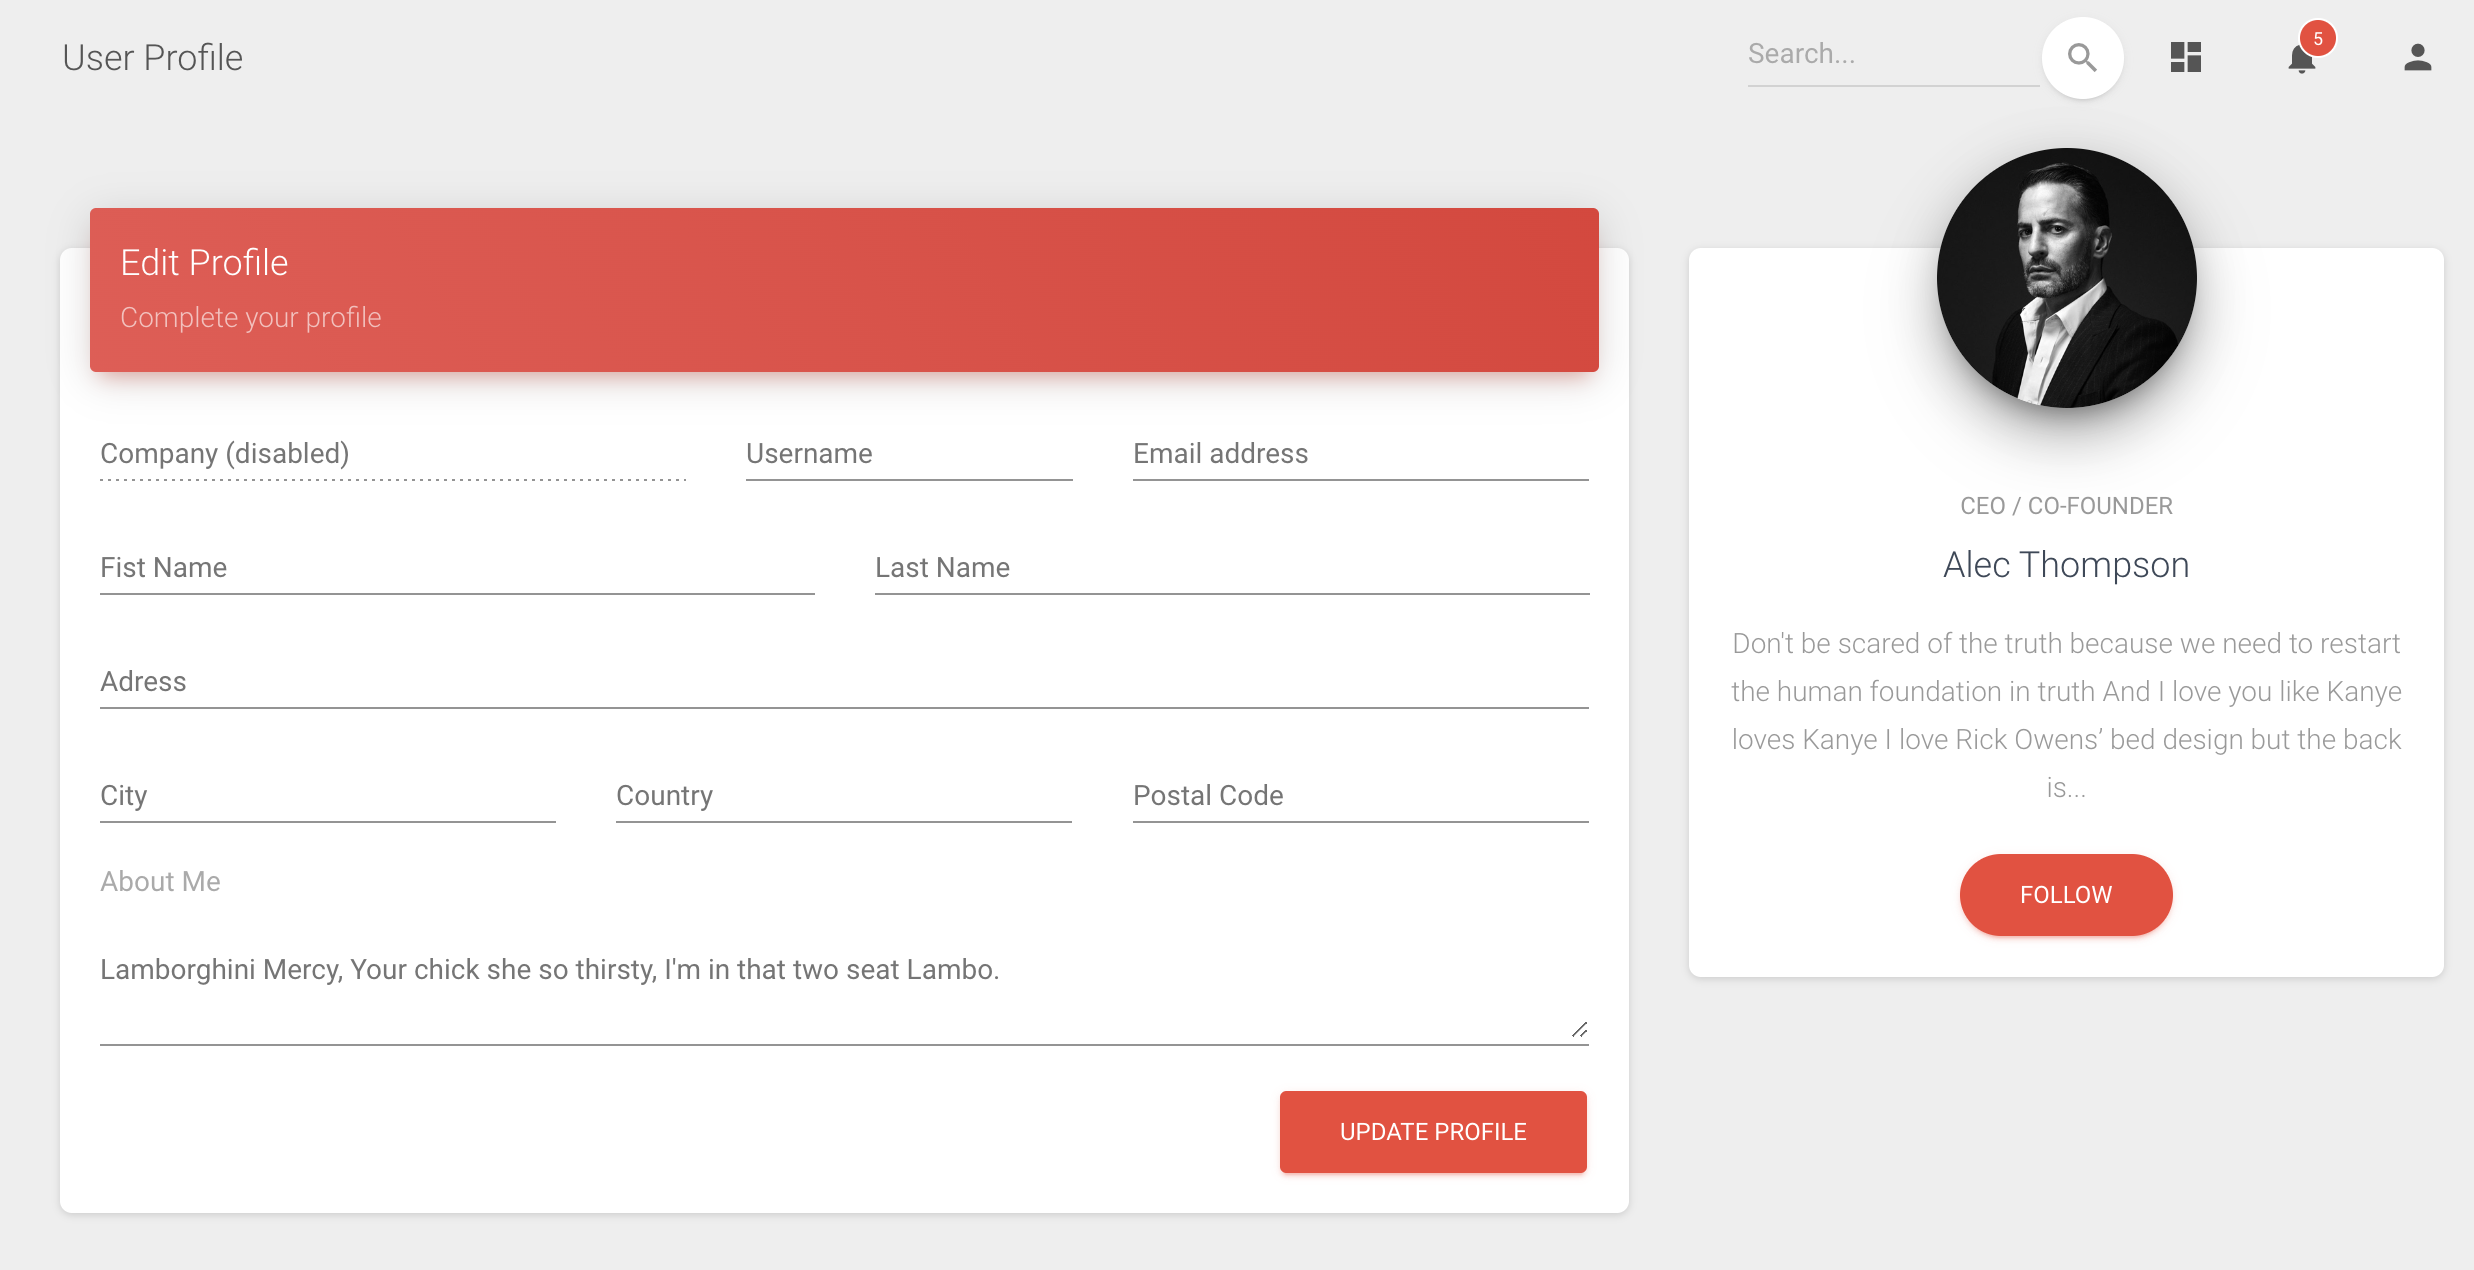 User Profile
Search...
5
Edit Profile
Complete your profile
Company (disabled)
Username
Email address
Fist Name
Last Name
Adress
City
Country
Postal Code
About Me
Lamborghini Mercy, Your chick she so thirsty, I'm in that two seat Lambo.
UPDATE PROFILE
CEO / CO-FOUNDER
Alec Thompson
Don't be scared of the truth because we need to restart
the human foundation in truth And I love you like Kanye
loves Kanye I love Rick Owens’ bed design but the back
is...
FOLLOW